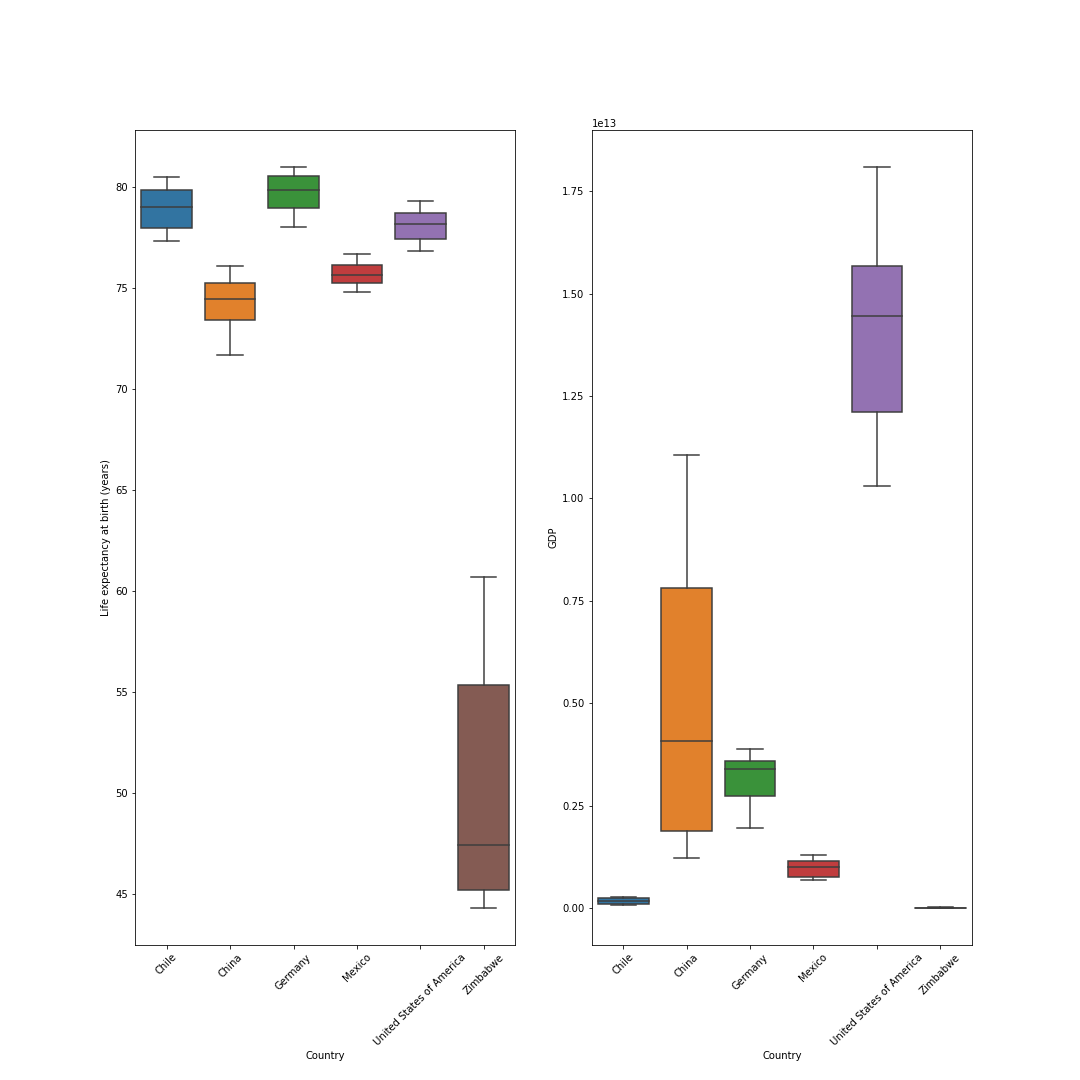 80
75
70
65
60
55
50
45
Life expectancy at birth (years)
Chile
China
Germany
Mexico
United States of America
Zimbabwe
Country
1e13
1.75
1.50
1.25
1.00
0.75
0.50
0.25
0.00
GDP
Chile
China
Germany
Mexico
United States of America
Zimbabwe
Country